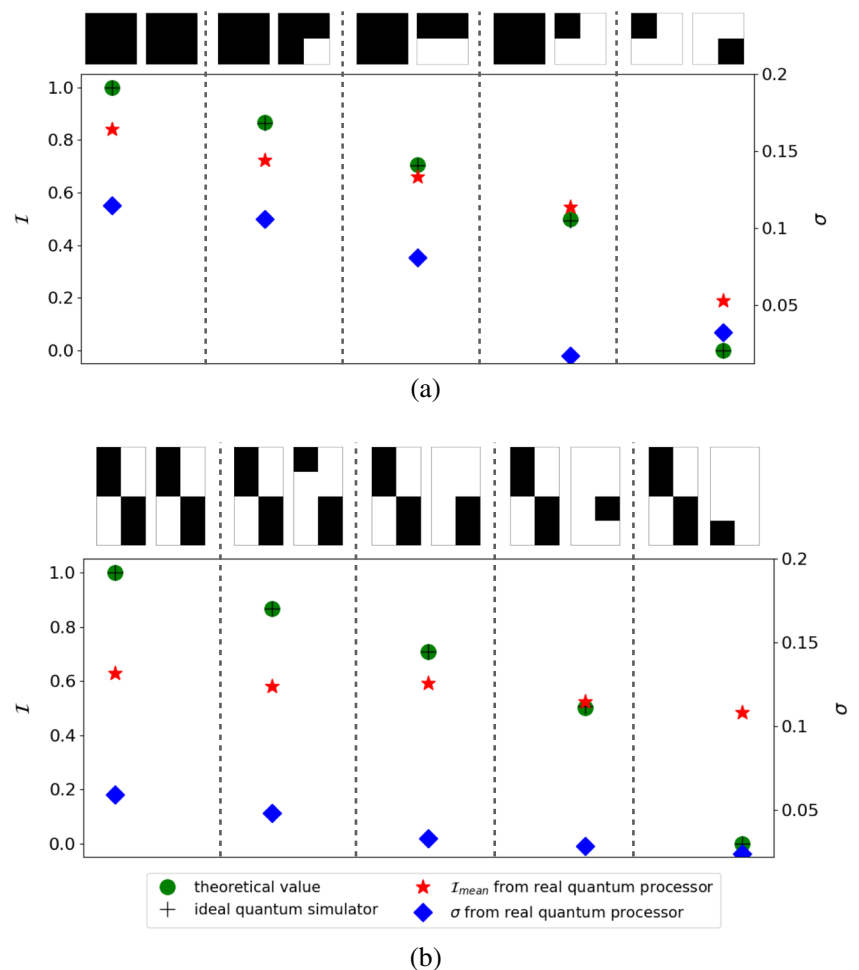 1.0
0.8
0.6
0.4
0.2
0.0
ℐ
0.2
0.15
0.1
0.05
σ
(a)
1.0
0.8
0.6
0.4
0.2
0.0
ℐ
0.2
0.15
0.1
0.05
σ
theoretical value
ideal quantum simulator
ℐmean from real quantum processor
σ from real quantum processor
(b)